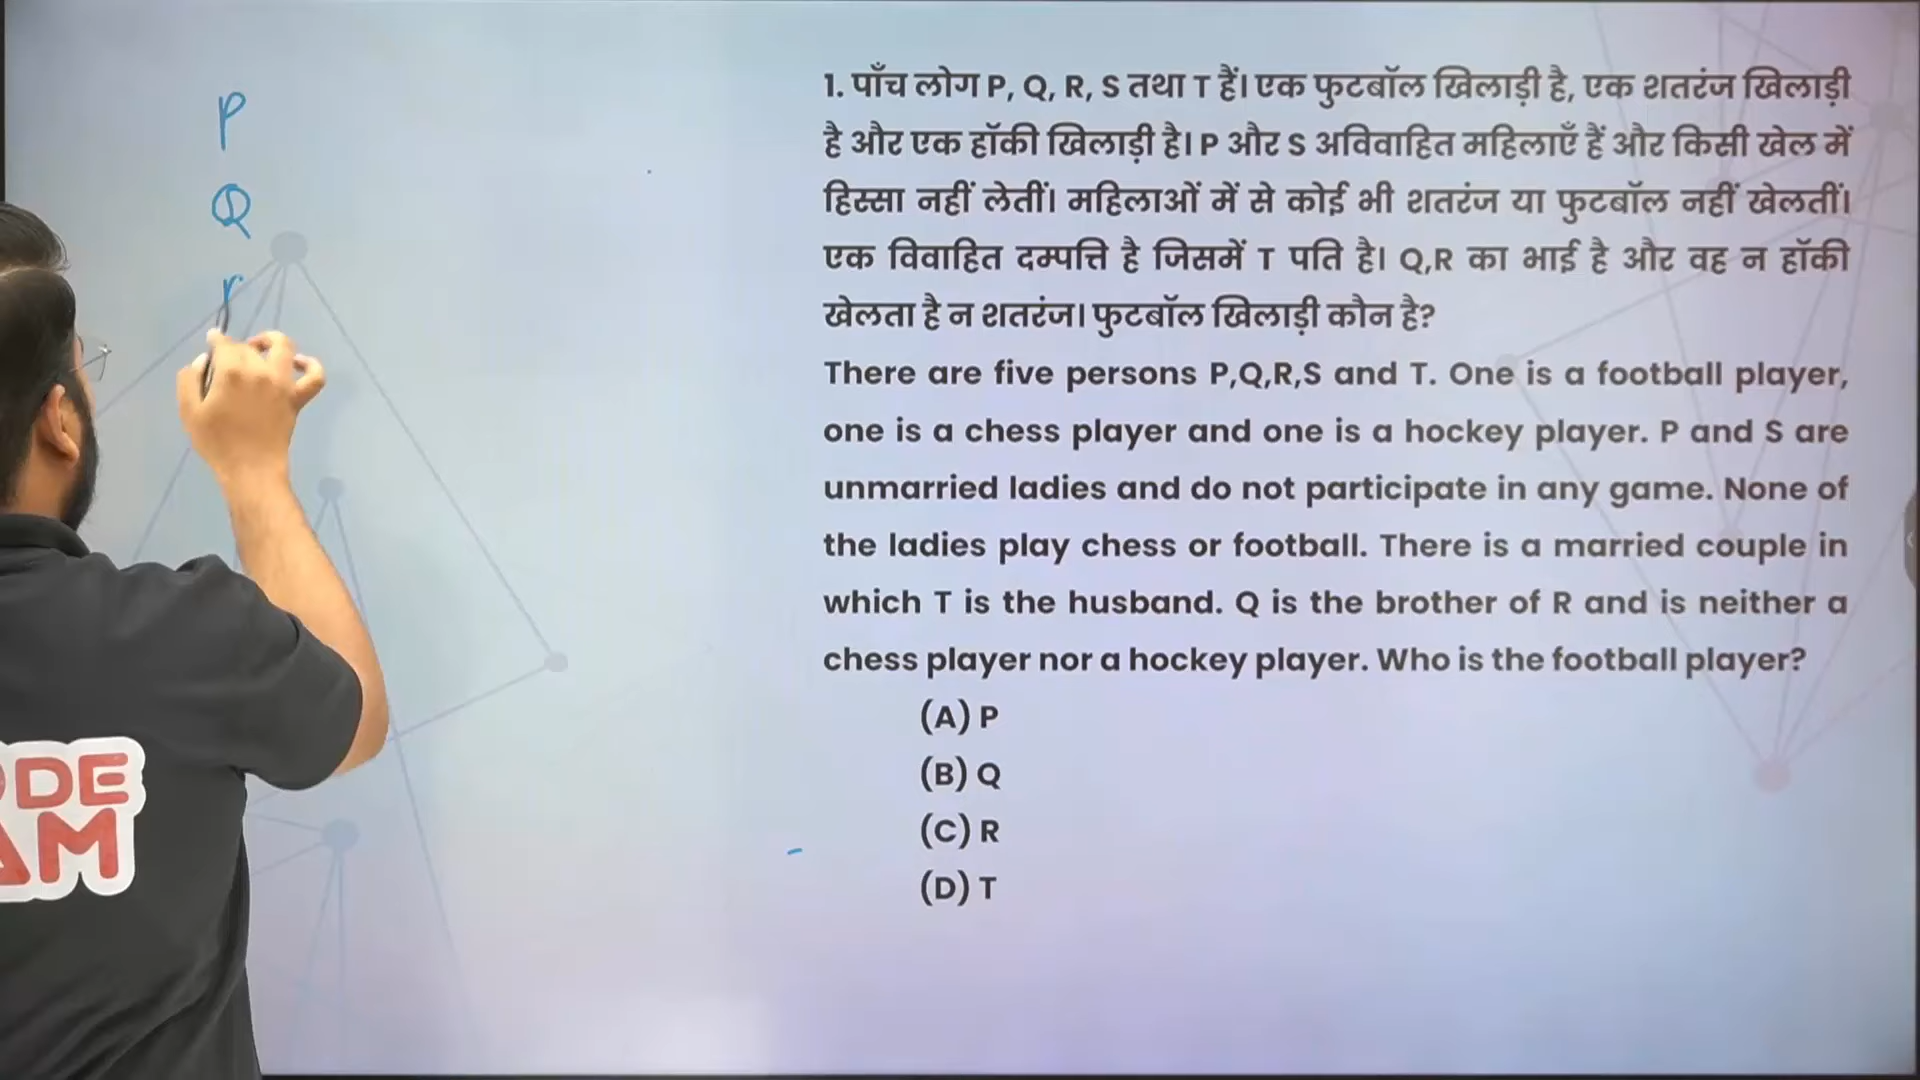 P
Q
1. पाँच लोग P, Q, R, S तथा T हैं। एक फुटबॉल खिलाड़ी है, एक शतरंज खिलाड़ी
है और एक हॉकी खिलाड़ी है। P और S अविवाहित महिलाएँ हैं और किसी खेल में
हिस्सा नहीं लेतीं। महिलाओं में से कोई भी शतरंज या फुटबॉल नहीं खेलतीं।
एक विवाहित दम्पत्ति है जिसमें T पति है। Q,R का भाई है और वह न हॉकी
खेलता है न शतरंज। फुटबॉल खिलाड़ी कौन है?
There are five persons P,Q,R,S and T. One is a football player,
one is a chess player and one is a hockey player. P and S are
unmarried ladies and do not participate in any game. None of
the ladies play chess or football. There is a married couple in
which T is the husband. Q is the brother of R and is neither a
chess player nor a hockey player. Who is the football player?
(A) P
(B) Q
(C) R
(D) T
DE
AM